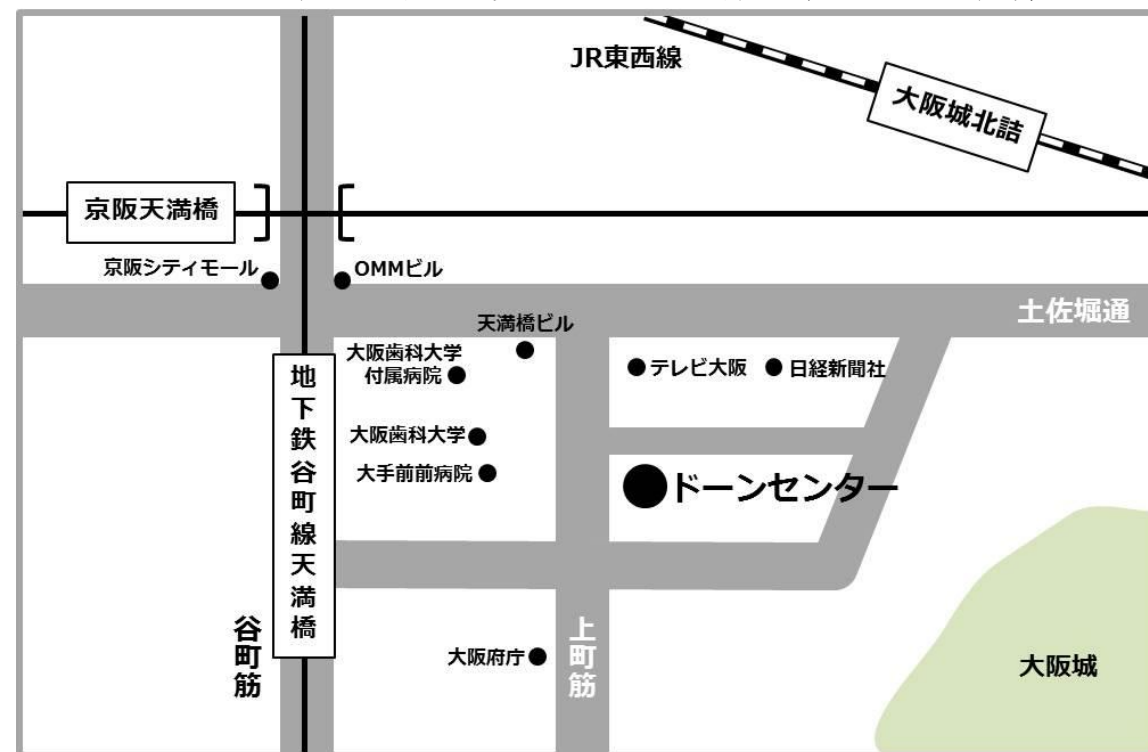 JR東西線
大阪城北詰
京阪天満橋
京阪シティモール
OMMビル
土佐堀通
天満橋ビル
大阪歯科大学
付属病院
テレビ大阪
日経新聞社
地下鉄谷町線天満橋
大阪歯科大学
大手前前病院
ドーンセンター
谷町筋
上町筋
大阪府庁
大阪城